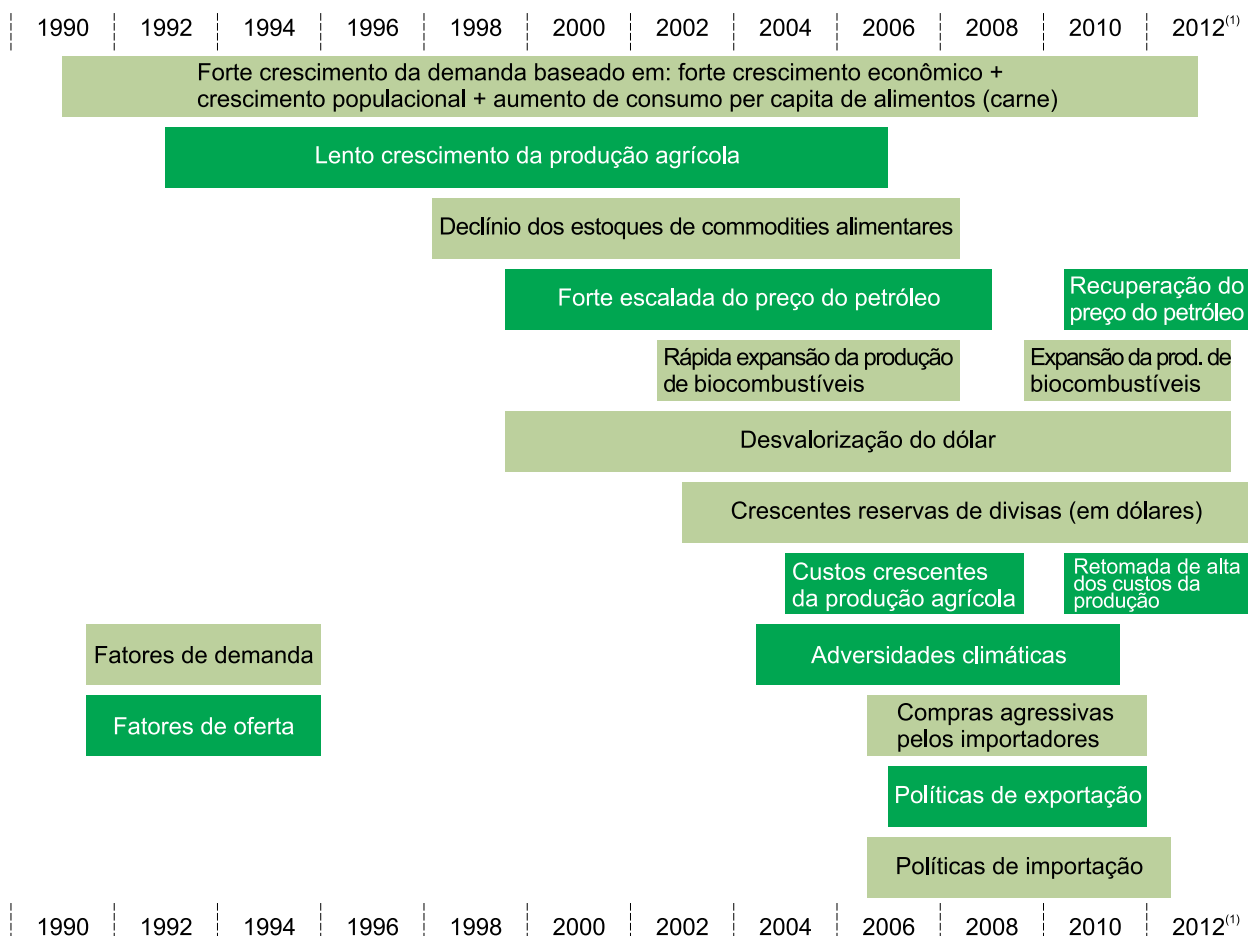 1990 1992 1994 1996 1998 2000 2002 2004 2006 2008 2010 2012(1)
Forte crescimento da demanda baseado em: forte crescimento econômico +
crescimento populacional + aumento de consumo per capita de alimentos (carne)
Lento crescimento da produção agrícola
Declínio dos estoques de commodities alimentares
Forte escalada do preço do petróleo
Recuperação do
preço do petróleo
Rápida expansão da produção
de biocombustíveis
Expansão da prod. de
biocombustíveis
Desvalorização do dólar
Crescentes reservas de divisas (em dólares)
Custos crescentes
da produção agrícola
Retomada de alta
dos custos da
produção
Fatores de demanda
Adversidades climáticas
Fatores de oferta
Compras agressivas
pelos importadores
Políticas de exportação
Políticas de importação
1990 1992 1994 1996 1998 2000 2002 2004 2006 2008 2010 2012(1)